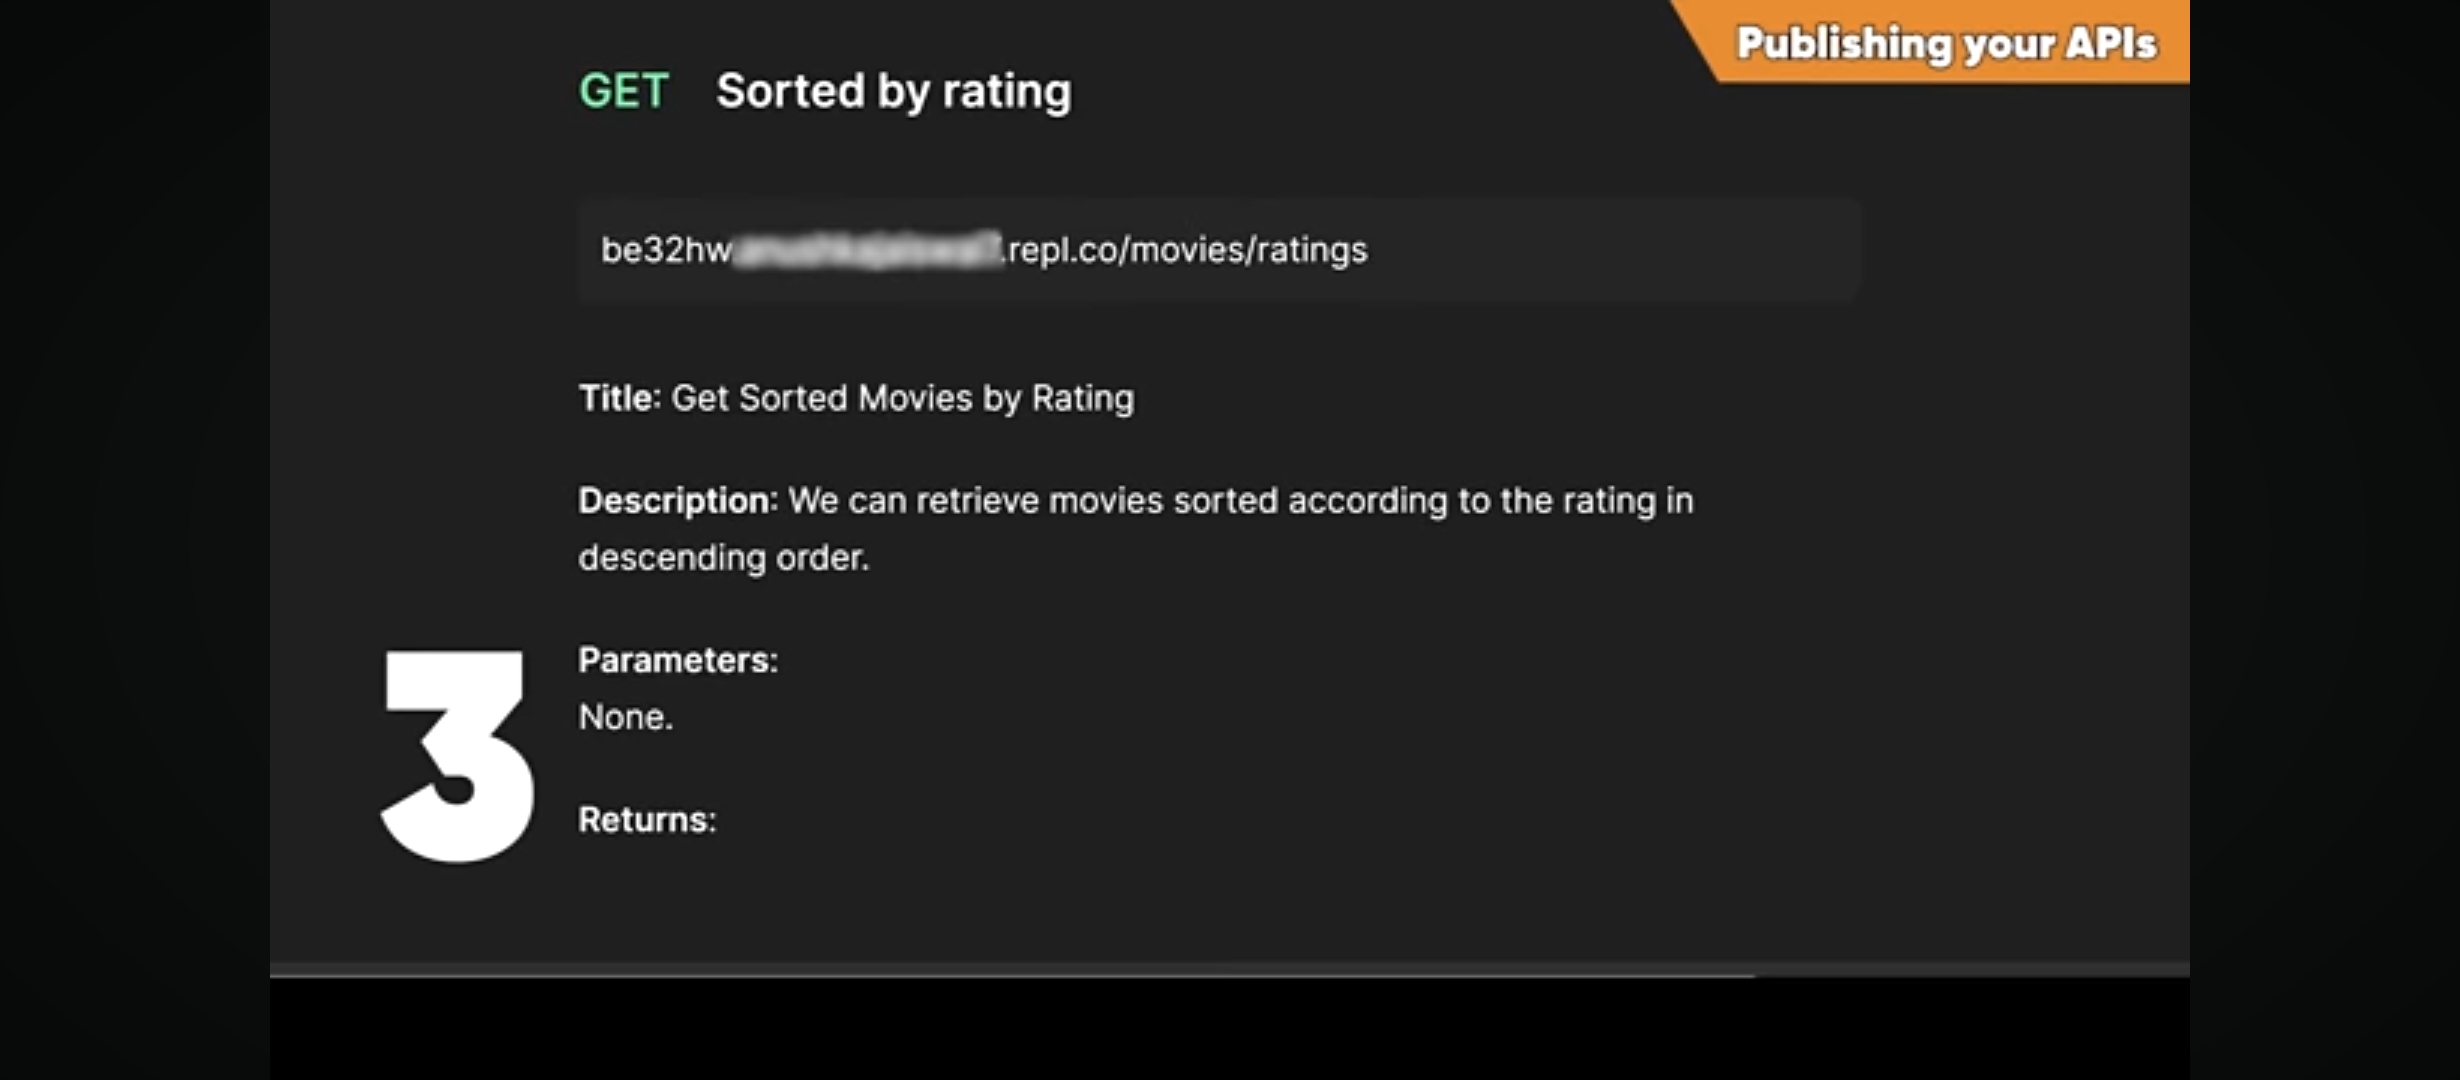 Publishing your APIs
GET Sorted by rating
be32hw .repl.co/movies/ratings
Title: Get Sorted Movies by Rating
Description: We can retrieve movies sorted according to the rating in
descending order.
Parameters:
None.
3
Returns: